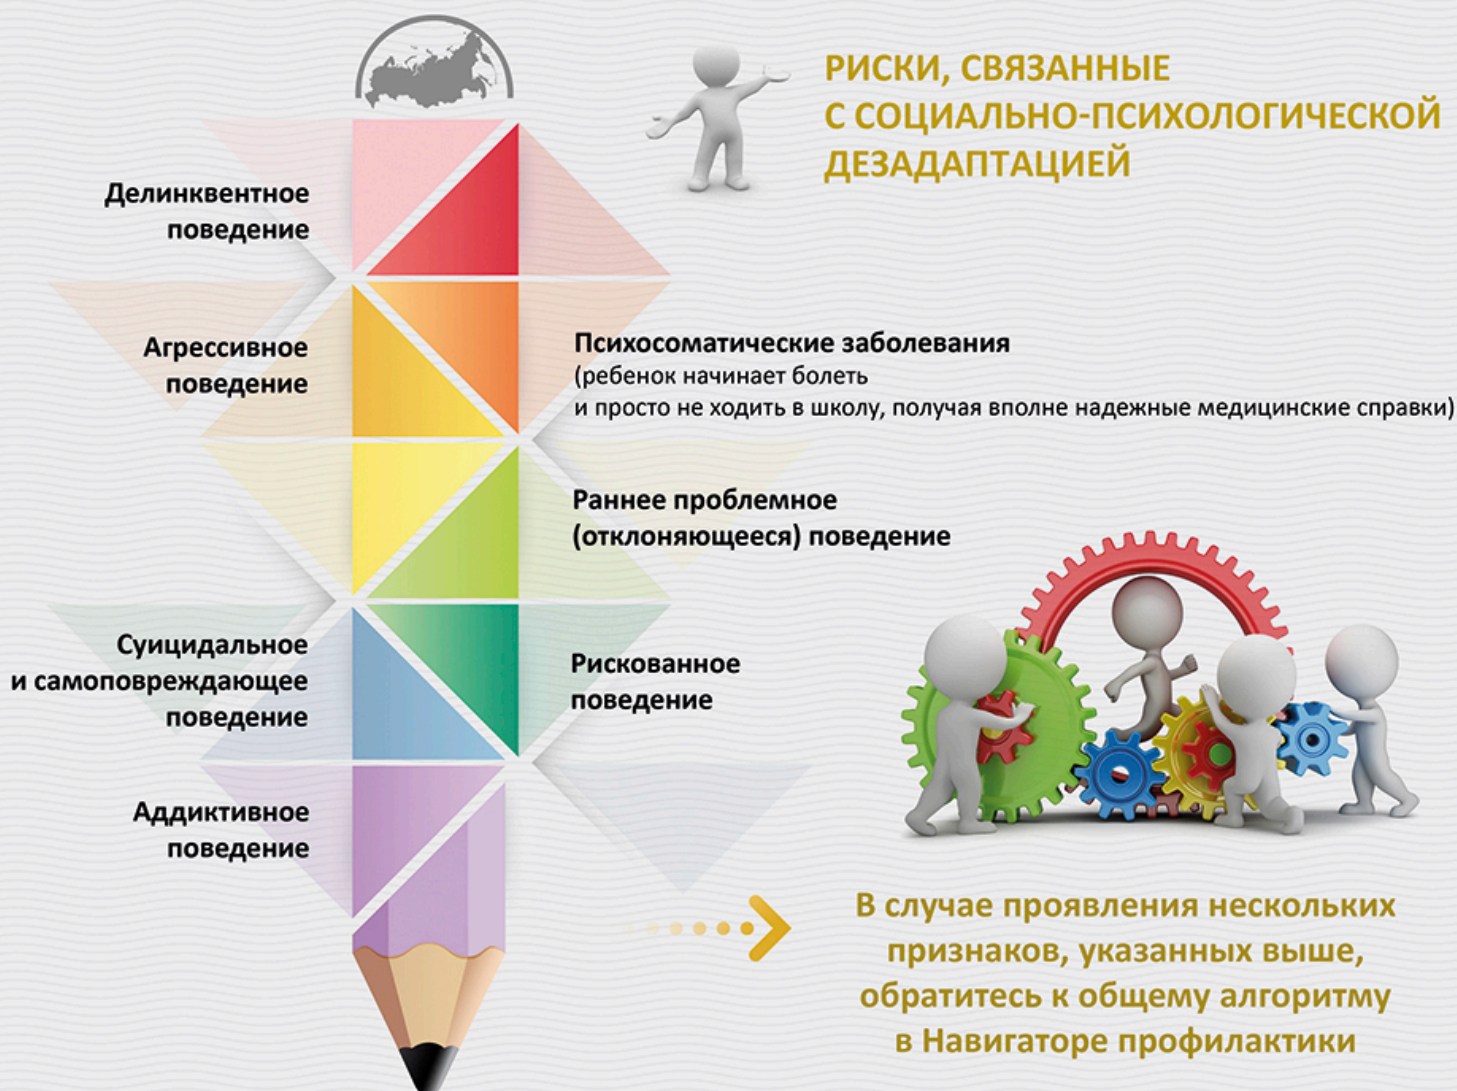 РИСКИ, СВЯЗАННЫЕ
С СОЦИАЛЬНО-ПСИХОЛОГИЧЕСКОЙ
ДЕЗАДАПТАЦИЕЙ
Делинквентное
поведение
Агрессивное
поведение
Психосоматические заболевания
(ребенок начинает болеть
и просто не ходить в школу, получая вполне надежные медицинские справки)
Раннее проблемное
(отклоняющееся) поведение
Суицидальное
и самоповреждающее
поведение
Рискованное
поведение
Аддиктивное
поведение
В случае проявления нескольких
признаков, указанных выше,
обратитесь к общему алгоритму
в Навигаторе профилактики